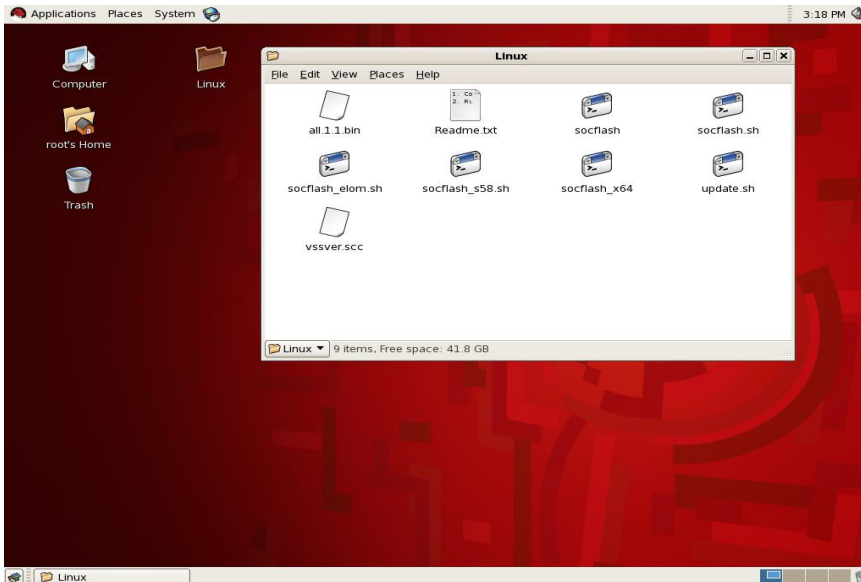 Applications Places System
3:18 PM
Computer
Linux
root's Home
Trash
Linux
File Edit View Places Help
all.1.1.bin
Readme.txt
socflash
socflash.sh
socflash_elom.sh
socflash_s58.sh
socflash_x64
update.sh
vssver.scc
Linux
9 items, Free space: 41.8 GB
Linux